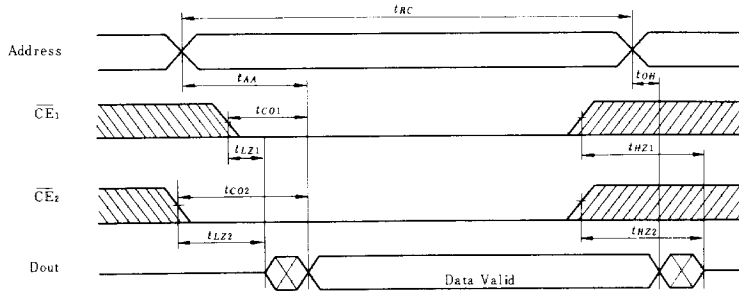 tRC
Address
tAA
tOH
CE1
tCO1
tLZ1
tHZ1
CE2
tCO2
tLZ2
tHZ2
Dout
Data Valid